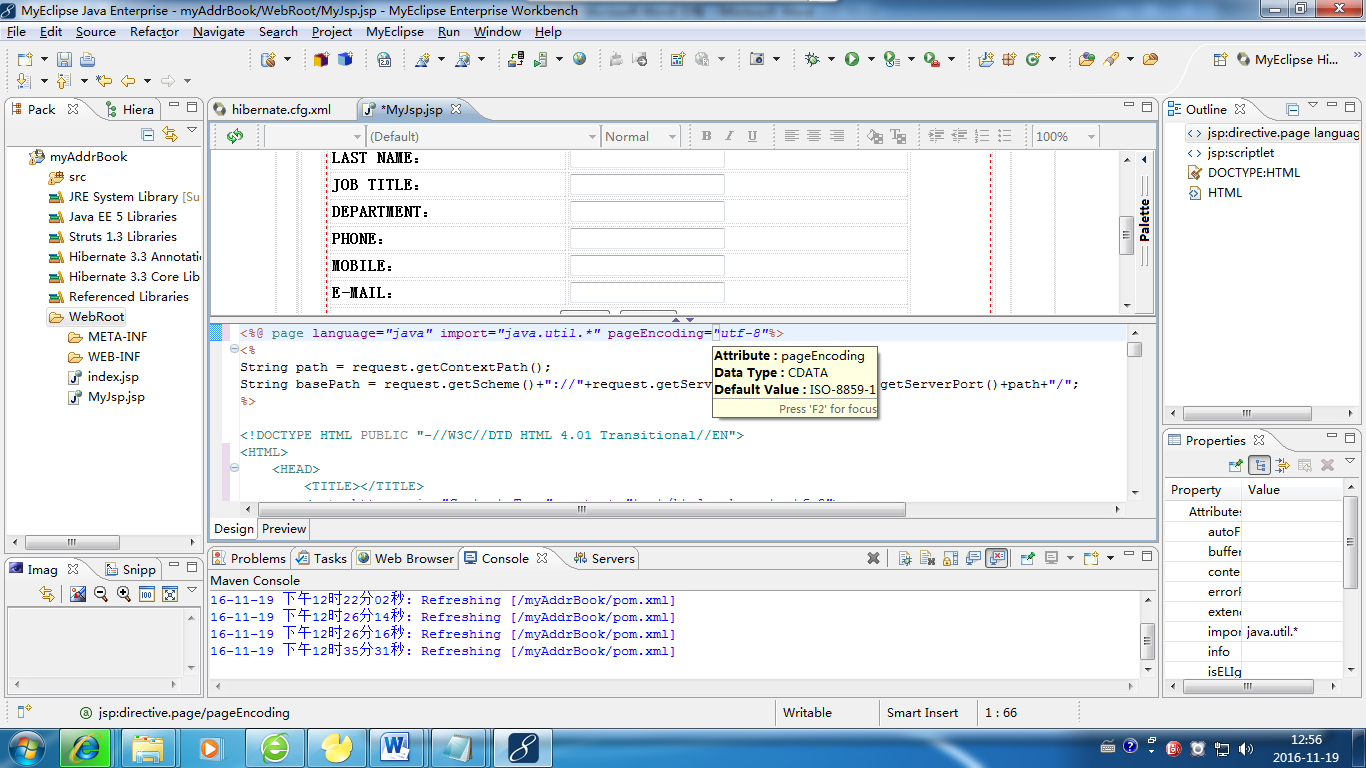 MyEclipse Java Enterprise - myAddrBook/WebRoot/MyJsp.jsp - MyEclipse Enterprise Workbench
File Edit Source Refactor Navigate Search Project MyEclipse Run Window Help
MyEclipse Hi...
Pack Hiera
myAddrBook
src
JRE System Library [Su
Java EE 5 Libraries
Struts 1.3 Libraries
Hibernate 3.3 Annotati
Hibernate 3.3 Core Lib
Referenced Libraries
WebRoot
META-INF
WEB-INF
index.jsp
MyJsp.jsp
hibernate.cfg.xml *MyJsp.jsp
(Default) Normal B I U 100%
LAST NAME:
JOB TITLE:
DEPARTMENT:
PHONE:
MOBILE:
E-MAIL:
Palette
<%@ page language="java" import="java.util.*" pageEncoding="utf-8"%>
<%
String path = request.getContextPath();
String basePath = request.getScheme()+"://"+request.getServ getServerPort()+path+"/";
%>
<!DOCTYPE HTML PUBLIC "-//W3C//DTD HTML 4.01 Transitional//EN">
<HTML>
<HEAD>
<TITLE></TITLE>
Attribute : pageEncoding
Data Type : CDATA
Default Value : ISO-8859-1
Press 'F2' for focus
Design Preview
Outline
jsp:directive.page languag
jsp:scriptlet
DOCTYPE:HTML
HTML
Properties
Property Value
Attributes
autoF
buffer
conte
errorP
extend
impor java.util.*
info
isELIg
Imag Snipp
100
Problems Tasks Web Browser Console Servers
Maven Console
16-11-19 下午12时22分02秒: Refreshing [/myAddrBook/pom.xml]
16-11-19 下午12时26分14秒: Refreshing [/myAddrBook/pom.xml]
16-11-19 下午12时26分16秒: Refreshing [/myAddrBook/pom.xml]
16-11-19 下午12时35分31秒: Refreshing [/myAddrBook/pom.xml]
jsp:directive.page/pageEncoding Writable Smart Insert 1 : 66
12:56
2016-11-19